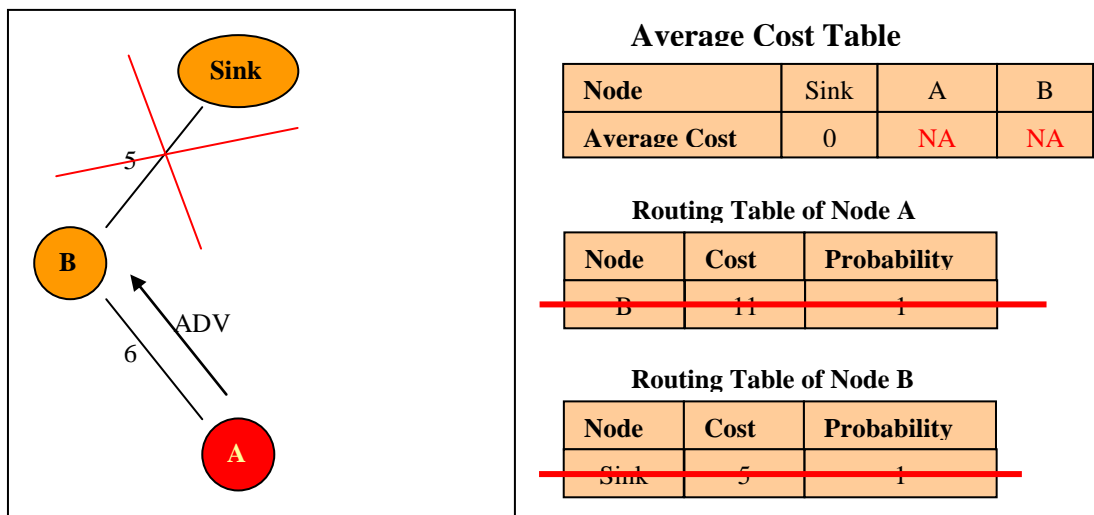 Sink
5
B
ADV
6
A
Average Cost Table
Node Sink A B
Average Cost 0 NA NA
Routing Table of Node A
Node Cost Probability
B 11 1
Routing Table of Node B
Node Cost Probability
Sink 5 1